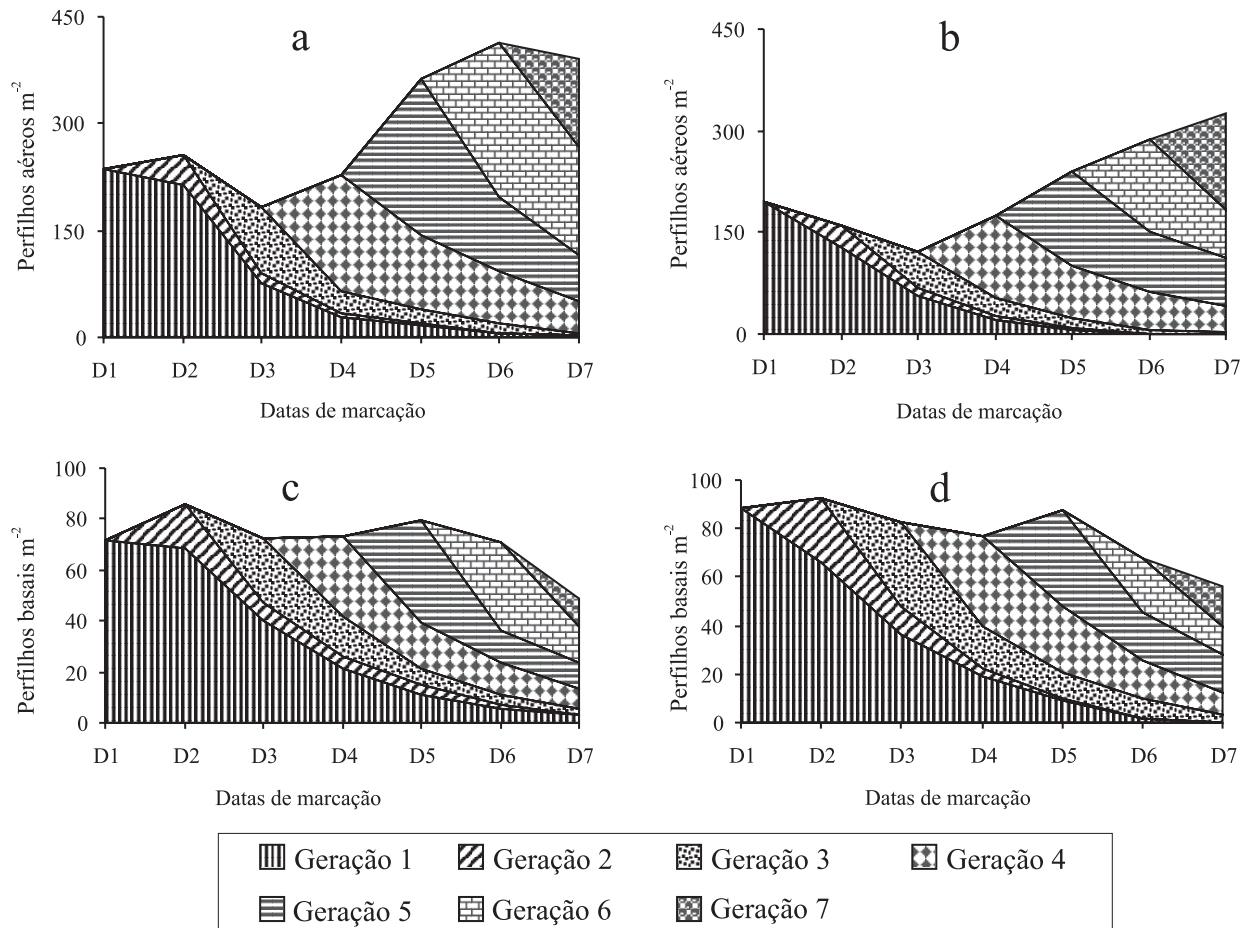 a
450
300
150
0
Perfilhos aéreos m-2
D1 D2 D3 D4 D5 D6 D7
Datas de marcação
b
450
300
150
0
Perfilhos aéreos m-2
D1 D2 D3 D4 D5 D6 D7
Datas de marcação
c
100
80
60
40
20
0
Perfilhos basais m-2
D1 D2 D3 D4 D5 D6 D7
Datas de marcação
d
100
80
60
40
20
0
Perfilhos basais m-2
D1 D2 D3 D4 D5 D6 D7
Datas de marcação
Geração 1 Geração 2 Geração 3 Geração 4
Geração 5 Geração 6 Geração 7